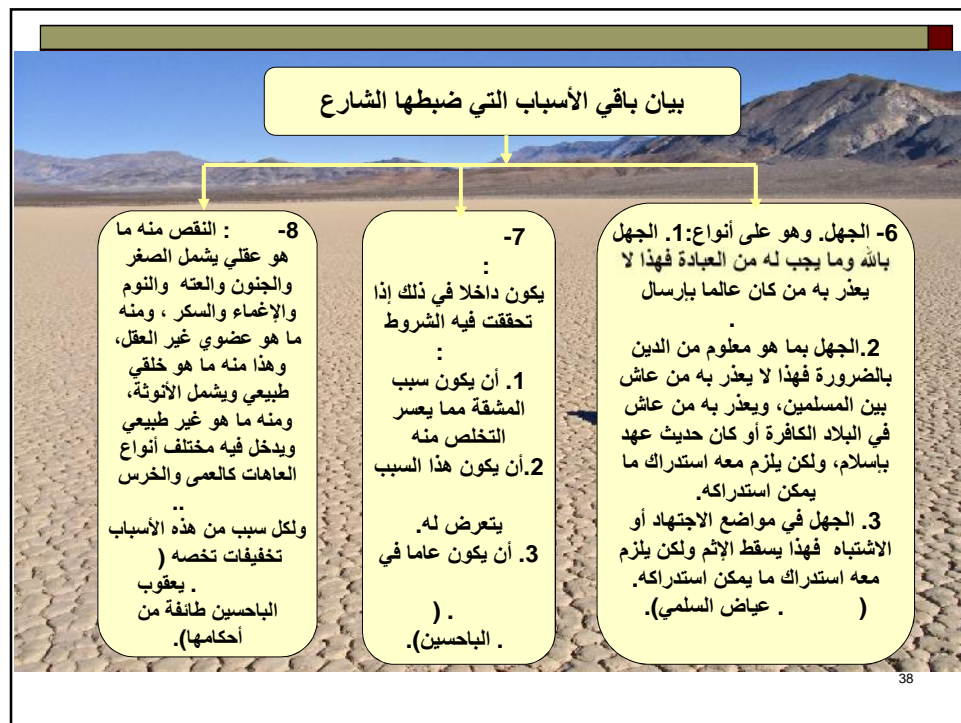 بيان باقي الأسباب التي ضبطها الشارع
6- الجهل. وهو على أنواع:1. الجهل
بالله وما يجب له من العبادة فهذا لا
يعذر به من كان عالما بإرسال
.
2.الجهل بما هو معلوم من الدين
بالضرورة فهذا لا يعذر به من عاش
بين المسلمين، ويعذر به من عاش
في البلاد الكافرة أو كان حديث عهد
بإسلام، ولكن يلزم معه استدراك ما
يمكن استدراكه.
3. الجهل في مواضع الاجتهاد أو
الاشتباه فهذا يسقط الإثم ولكن يلزم
معه استدراك ما يمكن استدراكه.
( . عياض السلمي).
7-
:
يكون داخلا في ذلك إذا
تحققت فيه الشروط
:
1. أن يكون سبب
المشقة مما يعسر
التخلص منه
2.أن يكون هذا السبب
يتعرض له.
3. أن يكون عاما في
. (
. الباحسين).
8- : النقص منه ما
هو عقلي يشمل الصغر
والجنون والعته والنوم
والإغماء والسكر ، ومنه
ما هو عضوي غير العقل،
وهذا منه ما هو خلقي
طبيعي ويشمل الأنوثة،
ومنه ما هو غير طبيعي
ويدخل فيه مختلف أنواع
العاهات كالعمى والخرس
..
ولكل سبب من هذه الأسباب
تخفيفات تخصه (
. يعقوب
الباحسين طائفة من
أحكامها).
38